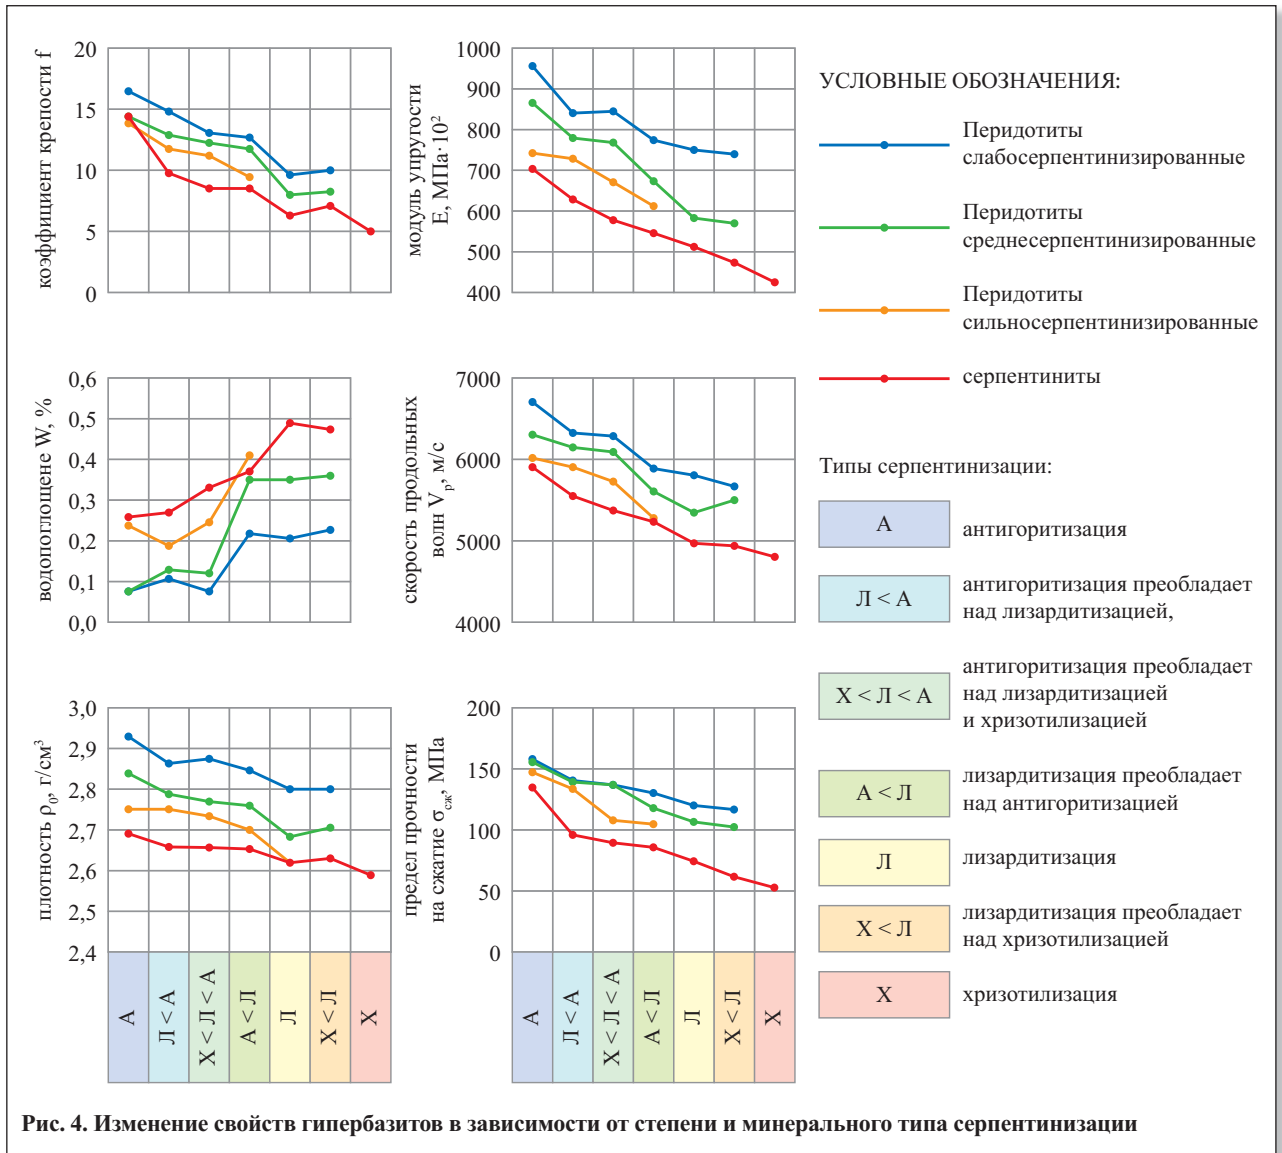 20
15
10
5
0
коэффициент крепости f
1000
900
800
700
600
500
400
модуль упругости
E, МПа·10²
0,6
0,5
0,4
0,3
0,2
0,1
0,0
водопоглощене W, %
7000
6000
5000
4000
скорость продольных
волн Vₚ, м/с
3,0
2,9
2,8
2,7
2,6
2,5
2,4
плотность ρ₀, г/см³
200
150
100
50
0
предел прочности
на сжатие σсж, МПа
А
Л < А
Х < Л < А
А < Л
Л
Х < Л
Х
А
Л < А
Х < Л < А
А < Л
Л
Х < Л
Х
УСЛОВНЫЕ ОБОЗНАЧЕНИЯ:
Перидотиты
слабосерпентинизированные
Перидотиты
среднесерпентинизированные
Перидотиты
сильносерпентинизированные
серпентиниты
Типы серпентинизации:
А
антигоритизация
Л < А
антигоритизация преобладает
над лизардитизацией,
Х < Л < А
антигоритизация преобладает
над лизардитизацией
и хризотилизацией
А < Л
лизардитизация преобладает
над антигоритизацией
Л
лизардитизация
Х < Л
лизардитизация преобладает
над хризотилизацией
Х
хризотилизация
Рис. 4. Изменение свойств гипербазитов в зависимости от степени и минерального типа серпентинизации